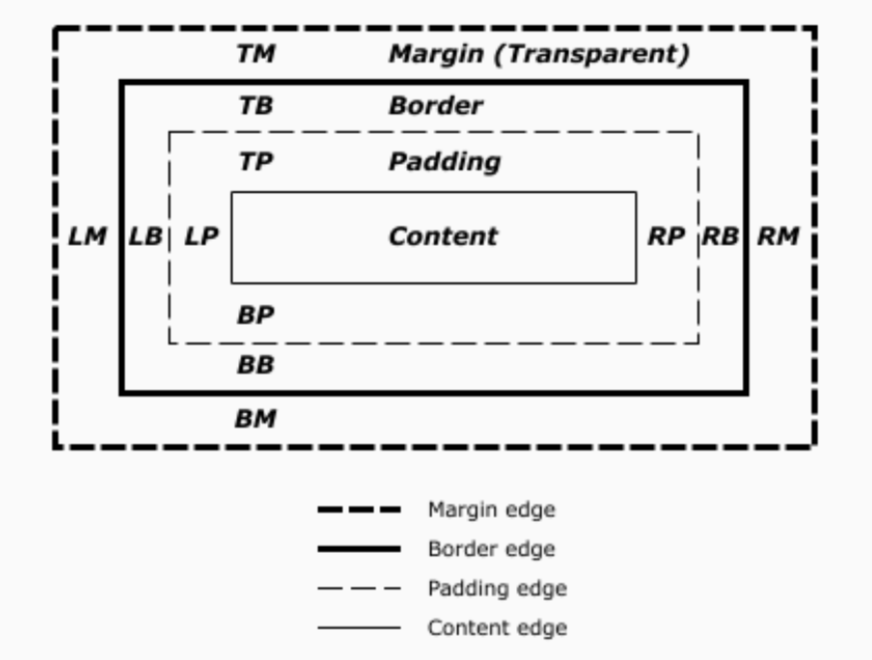 TM Margin (Transparent)
TB Border
TP Padding
LM LB LP Content RP RB RM
BP
BB
BM
Margin edge
Border edge
Padding edge
Content edge